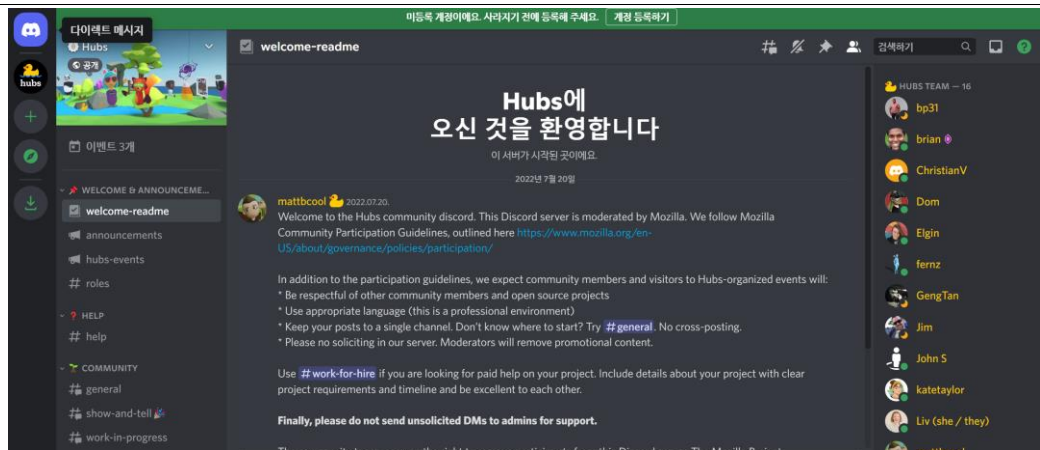 미등록 계정이에요. 사라지기 전에 등록해 주세요. 계정 등록하기
다이렉트 메시지
Hubs
공개
hubs
이벤트 3개
WELCOME & ANNOUNCEME...
welcome-readme
announcements
hubs-events
roles
HELP
help
COMMUNITY
general
show-and-tell
work-in-progress
welcome-readme
검색하기
Hubs에
오신 것을 환영합니다
이 서버가 시작된 곳이에요.
2022년 7월 20일
mattbcool 2022.07.20.
Welcome to the Hubs community discord. This Discord server is moderated by Mozilla. We follow Mozilla
Community Participation Guidelines, outlined here https://www.mozilla.org/en-
US/about/governance/policies/participation/
In addition to the participation guidelines, we expect community members and visitors to Hubs-organized events will:
* Be respectful of other community members and open source projects
* Use appropriate language (this is a professional environment)
* Keep your posts to a single channel. Don't know where to start? Try #general. No cross-posting.
* Please no soliciting in our server. Moderators will remove promotional content.
Use #work-for-hire if you are looking for paid help on your project. Include details about your project with clear
project requirements and timeline and be excellent to each other.
Finally, please do not send unsolicited DMs to admins for support.
HUBS TEAM — 16
bp31
brian
ChristianV
Dom
Elgin
fernz
GengTan
Jim
John S
katetaylor
Liv (she / they)